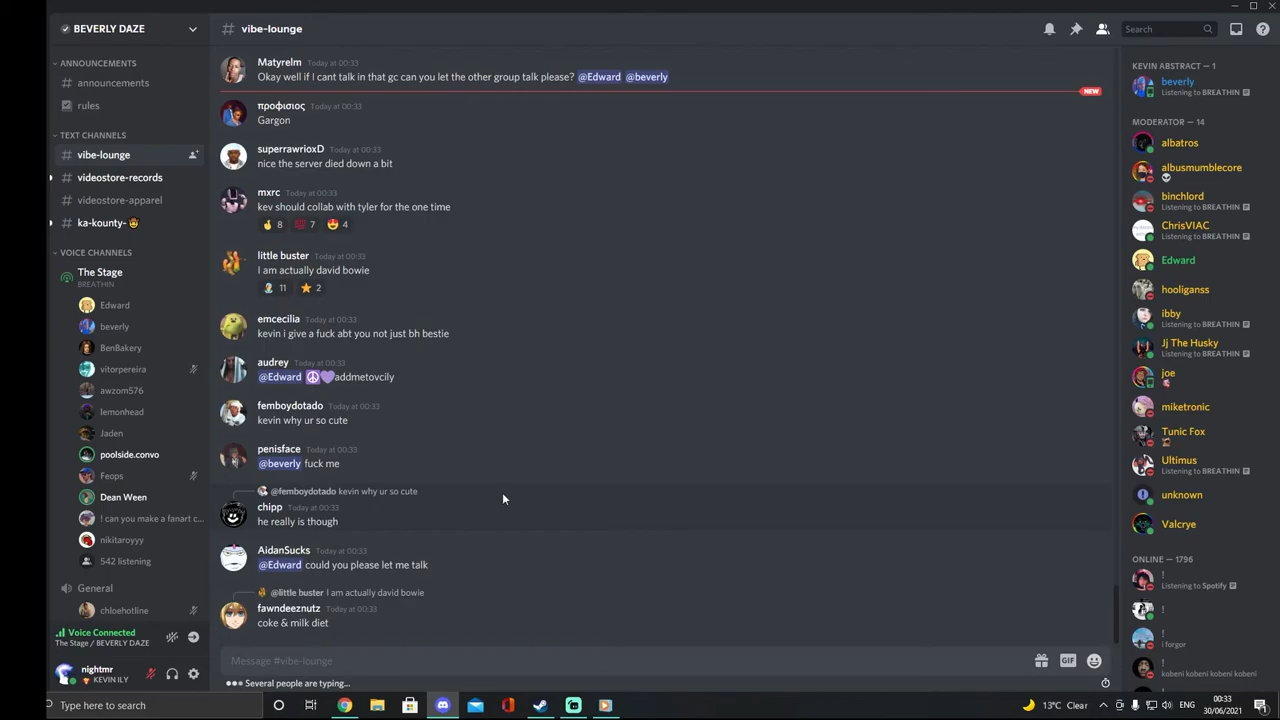 BEVERLY DAZE
# vibe-lounge
Search
ANNOUNCEMENTS
# announcements
rules
TEXT CHANNELS
# vibe-lounge
# videostore-records
# videostore-apparel
# ka-kounty-🤠
VOICE CHANNELS
The Stage
BREATHIN
Edward
beverly
BenBakery
vitorpereira
awzom576
lemonhead
Jaden
poolside.convo
Feops
Dean Ween
! can you make a fanart c...
nikitaroyyy
542 listening
General
chloehotline
Voice Connected
The Stage / BEVERLY DAZE
nightmr
KEVIN ILY
Matyrelm Today at 00:33
Okay well if I cant talk in that gc can you let the other group talk please? @Edward @beverly
NEW
προφισιος Today at 00:33
Gargon
superrawrioxD Today at 00:33
nice the server died down a bit
mxrc Today at 00:33
kev should collab with tyler for the one time
8 7 4
little buster Today at 00:33
I am actually david bowie
11 2
emcecilia Today at 00:33
kevin i give a fuck abt you not just bh bestie
audrey Today at 00:33
@Edward ☮💜addmetovcily
femboydotado Today at 00:33
kevin why ur so cute
penisface Today at 00:33
@beverly fuck me
@femboydotado kevin why ur so cute
chipp Today at 00:33
he really is though
AidanSucks Today at 00:33
@Edward could you please let me talk
@little buster I am actually david bowie
fawndeeznutz Today at 00:33
coke & milk diet
Message #vibe-lounge
GIF
Several people are typing...
KEVIN ABSTRACT — 1
beverly
Listening to BREATHIN
MODERATOR — 14
albatros
albusmumblecore
binchlord
Listening to BREATHIN
ChrisVIAC
Listening to BREATHIN
Edward
hooliganss
ibby
Listening to BREATHIN
Jj The Husky
Listening to BREATHIN
joe
miketronic
Tunic Fox
Ultimus
Listening to BREATHIN
unknown
Valcrye
ONLINE — 1796
!
Listening to Spotify
!
!
i forgor
!
kobeni kobeni kobeni kobeni
Type here to search
13°C Clear
ENG
00:33
30/06/2021